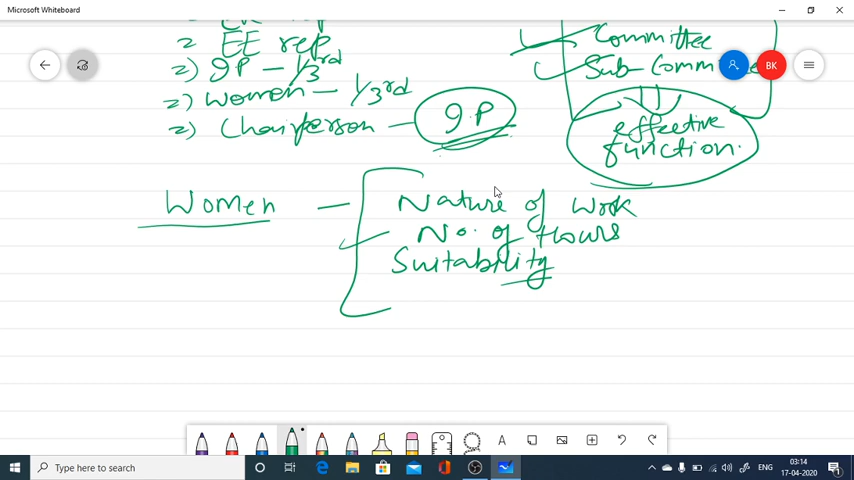 Microsoft Whiteboard
2 EE rep
2) IP - 1/3rd
2) Women - 1/3rd
2) Chairperson - I.P
Committee
Sub-Committee
effective
function.
BK
Women - Nature of Work
No. of Hours
Suitability
A
Type here to search
ENG
03:14
17-04-2020